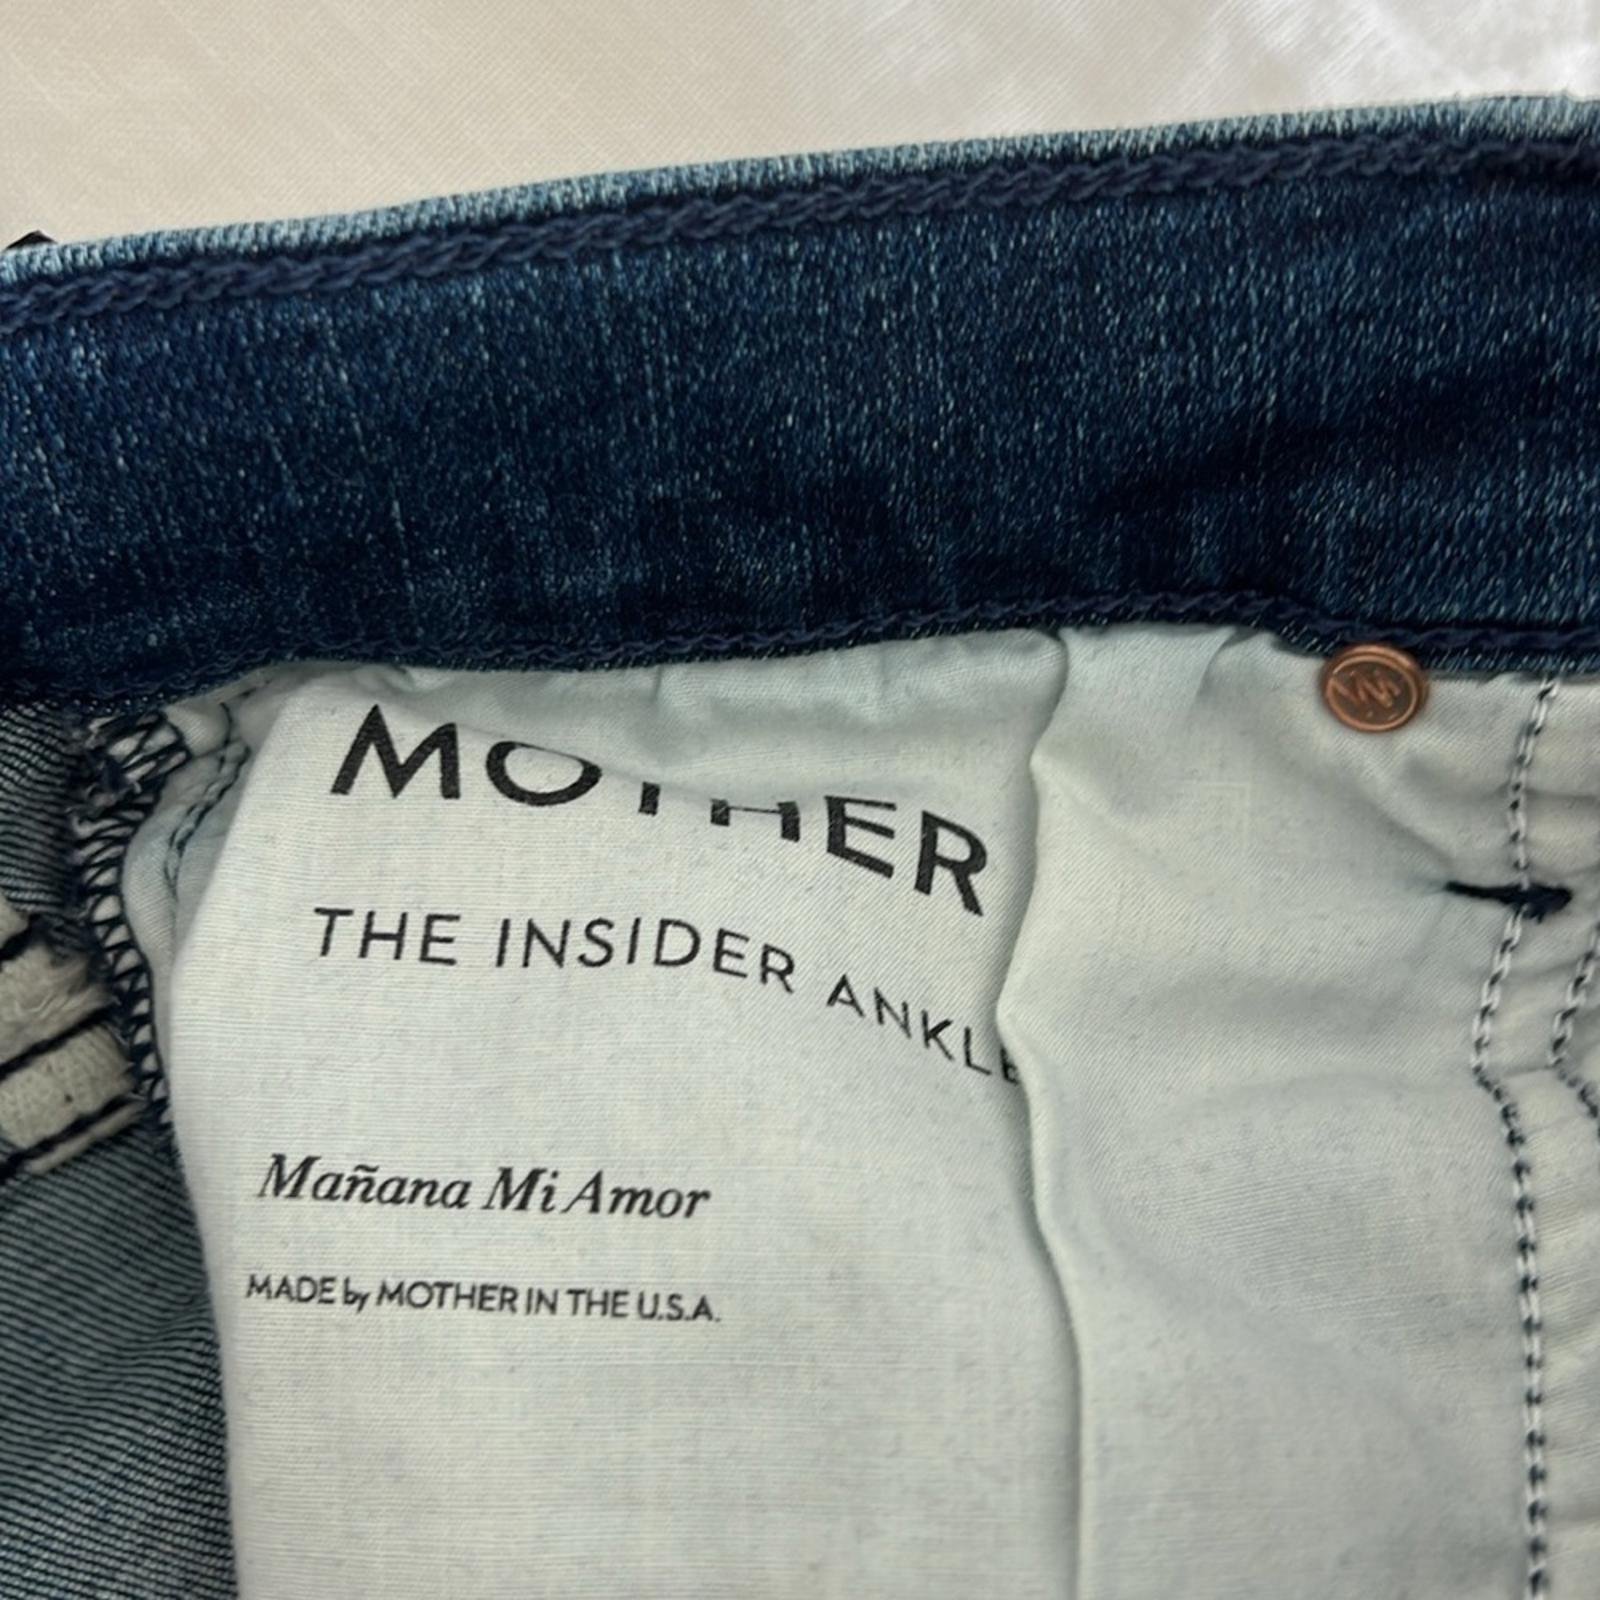 MOTHER
THE INSIDER ANKLE
Mañana Mi Amor
MADE by MOTHER IN THE U.S.A.